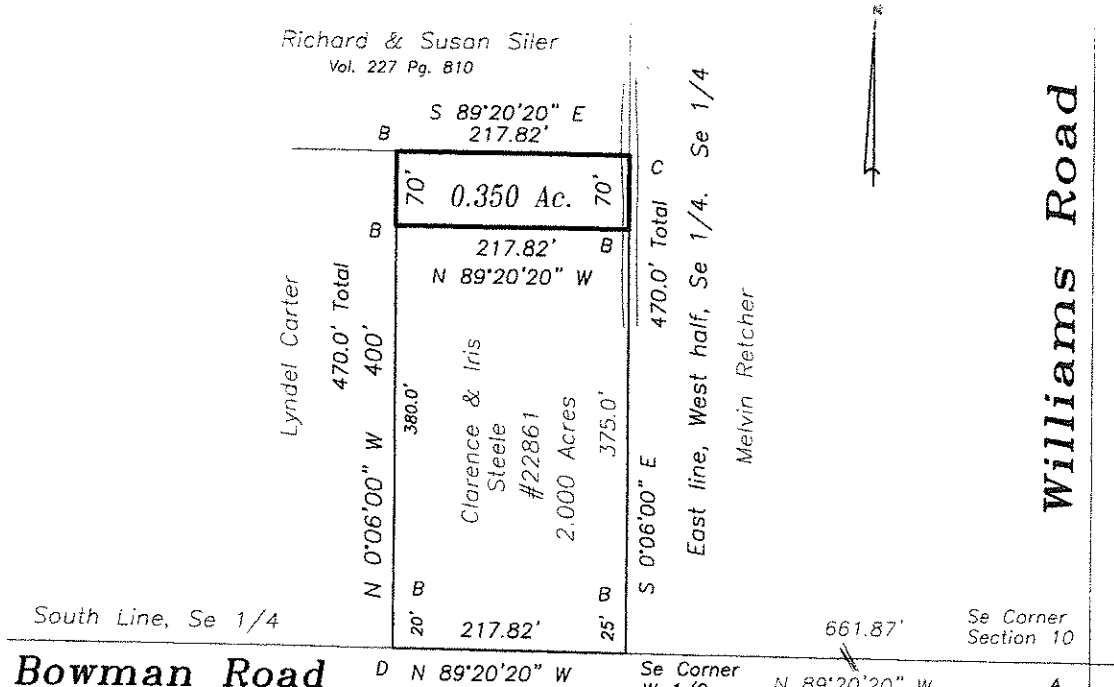 N
Richard & Susan Siler
Vol. 227 Pg. 810
S 89°20'20" E
217.82'
B
C
70'
0.350 Ac.
70'
B
217.82'
B
N 89°20'20" W
Lyndel Carter
470.0' Total
N 0°06'00" W 400'
380.0'
Clarence & Iris
Steele
#22861
2.000 Acres
375.0'
S 0°06'00" E
470.0' Total
East line, West half, Se 1/4. Se 1/4
Melvin Retcher
Williams Road
B
B
20'
217.82'
25'
South Line, Se 1/4
661.87'
Se Corner
Section 10
Bowman Road
D
N 89°20'20" W
Se Corner
N 89°20'20" W
A